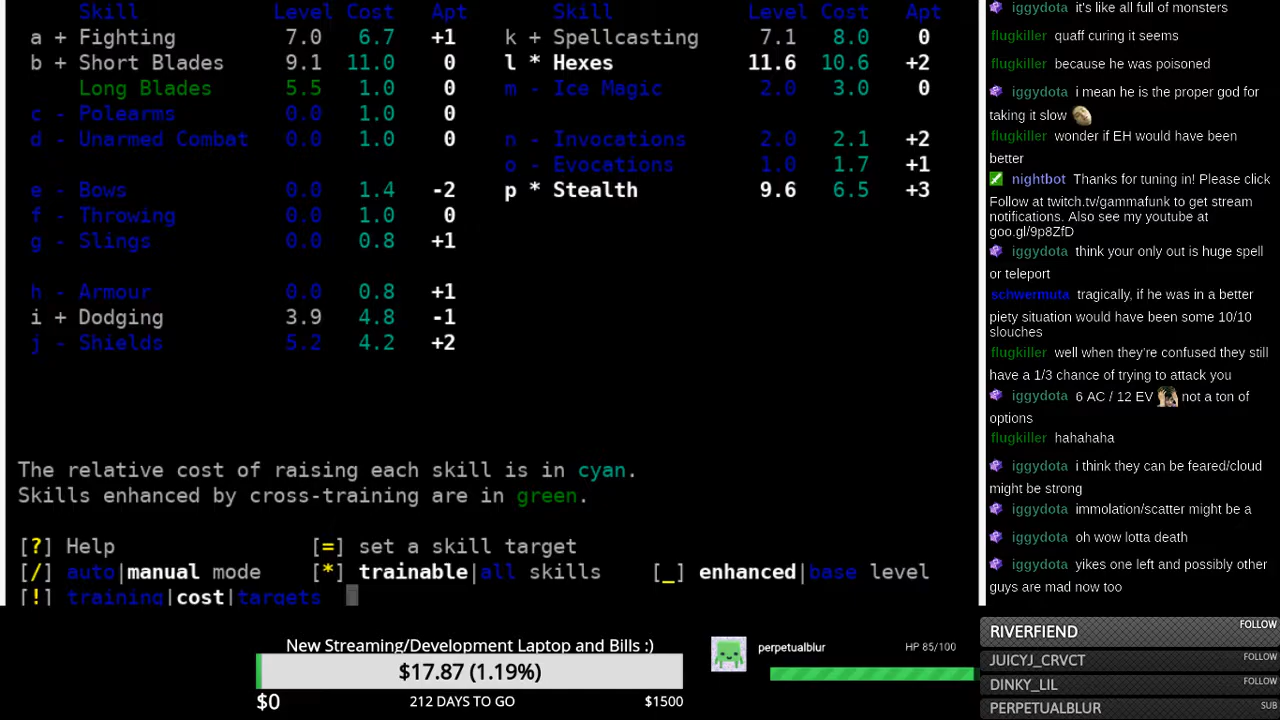 Skill Level Cost Apt Skill Level Cost Apt
a + Fighting 7.0 6.7 +1 k + Spellcasting 7.1 8.0 0
b + Short Blades 9.1 11.0 0 l * Hexes 11.6 10.6 +2
Long Blades 5.5 1.0 0 m - Ice Magic 2.0 3.0 0
c - Polearms 0.0 1.0 0
d - Unarmed Combat 0.0 1.0 0 n - Invocations 2.0 2.1 +2
o - Evocations 1.0 1.7 +1
e - Bows 0.0 1.4 -2 p * Stealth 9.6 6.5 +3
f - Throwing 0.0 1.0 0
g - Slings 0.0 0.8 +1
h - Armour 0.0 0.8 +1
i + Dodging 3.9 4.8 -1
j - Shields 5.2 4.2 +2
The relative cost of raising each skill is in cyan.
Skills enhanced by cross-training are in green.
[?] Help [=] set a skill target
[/] auto|manual mode [*] trainable|all skills [_] enhanced|base level
[!] training|cost|targets
iggydota it's like all full of monsters
flugkiller quaff curing it seems
flugkiller because he was poisoned
iggydota i mean he is the proper god for
taking it slow
flugkiller wonder if EH would have been
better
nightbot Thanks for tuning in! Please click
Follow at twitch.tv/gammafunk to get stream
notifications. Also see my youtube at
goo.gl/9p8ZfD
iggydota think your only out is huge spell
or teleport
schwermuta tragically, if he was in a better
piety situation would have been some 10/10
slouches
flugkiller well when they're confused they still
have a 1/3 chance of trying to attack you
iggydota 6 AC / 12 EV not a ton of
options
flugkiller hahahaha
iggydota i think they can be feared/cloud
might be strong
iggydota immolation/scatter might be a
iggydota oh wow lotta death
iggydota yikes one left and possibly other
guys are mad now too
New Streaming/Development Laptop and Bills :)
$17.87 (1.19%)
$0 212 DAYS TO GO $1500
perpetualblur HP 85/100
RIVERFIEND FOLLOW
JUICYJ_CRVCT FOLLOW
DINKY_LIL FOLLOW
PERPETUALBLUR SUB